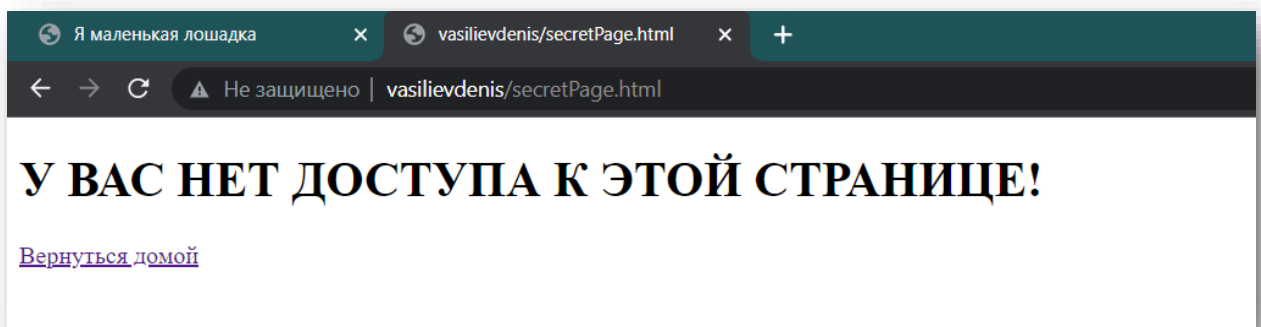 Я маленькая лошадка
vasilievdenis/secretPage.html
Не защищено | vasilievdenis/secretPage.html
У ВАС НЕТ ДОСТУПА К ЭТОЙ СТРАНИЦЕ!
Вернуться домой